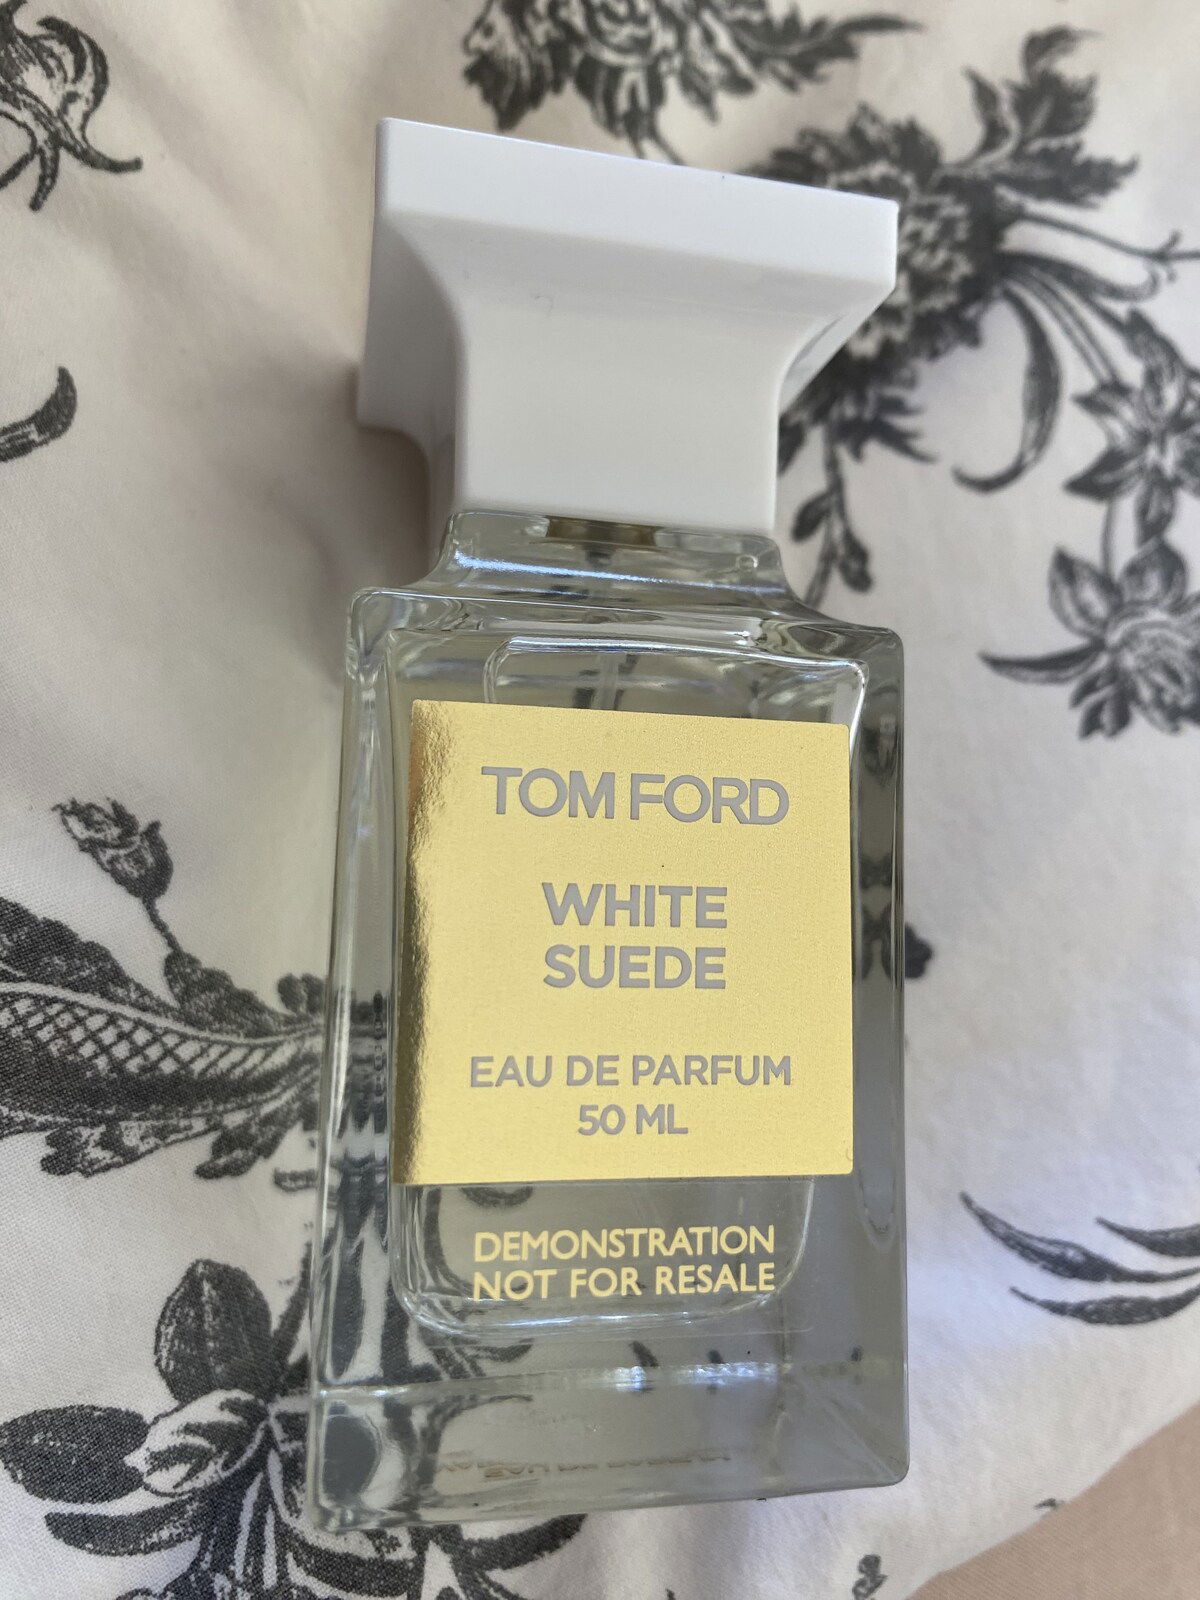 TOM FORD
WHITE
SUEDE
EAU DE PARFUM
50 ML
DEMONSTRATION
NOT FOR RESALE